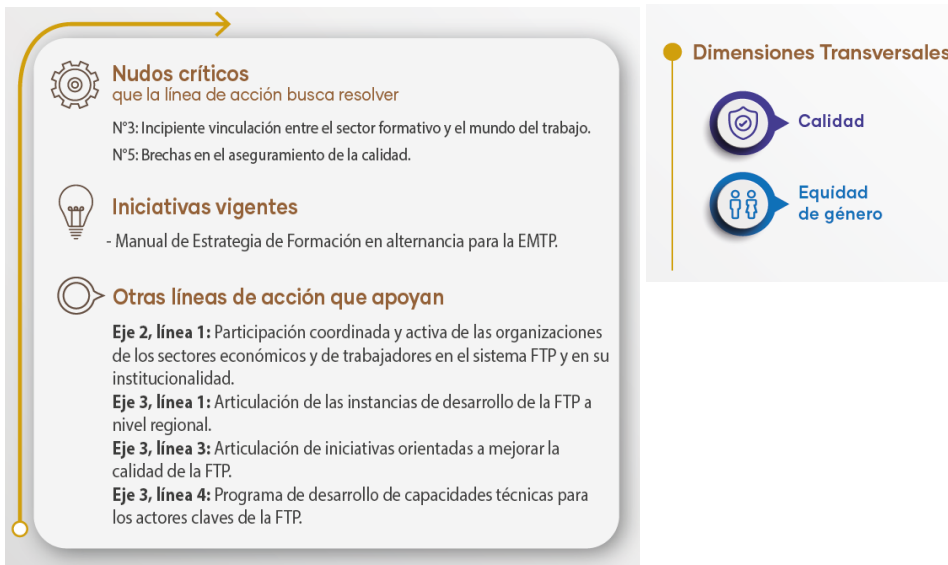 Nudos críticos
que la línea de acción busca resolver
N°3: Incipiente vinculación entre el sector formativo y el mundo del trabajo.
N°5: Brechas en el aseguramiento de la calidad.
Iniciativas vigentes
- Manual de Estrategia de Formación en alternancia para la EMTP.
Otras líneas de acción que apoyan
Eje 2, línea 1: Participación coordinada y activa de las organizaciones
de los sectores económicos y de trabajadores en el sistema FTP y en su
institucionalidad.
Eje 3, línea 1: Articulación de las instancias de desarrollo de la FTP a
nivel regional.
Eje 3, línea 3: Articulación de iniciativas orientadas a mejorar la
calidad de la FTP.
Eje 3, línea 4: Programa de desarrollo de capacidades técnicas para
los actores claves de la FTP.
Dimensiones Transversales
Calidad
Equidad
de género